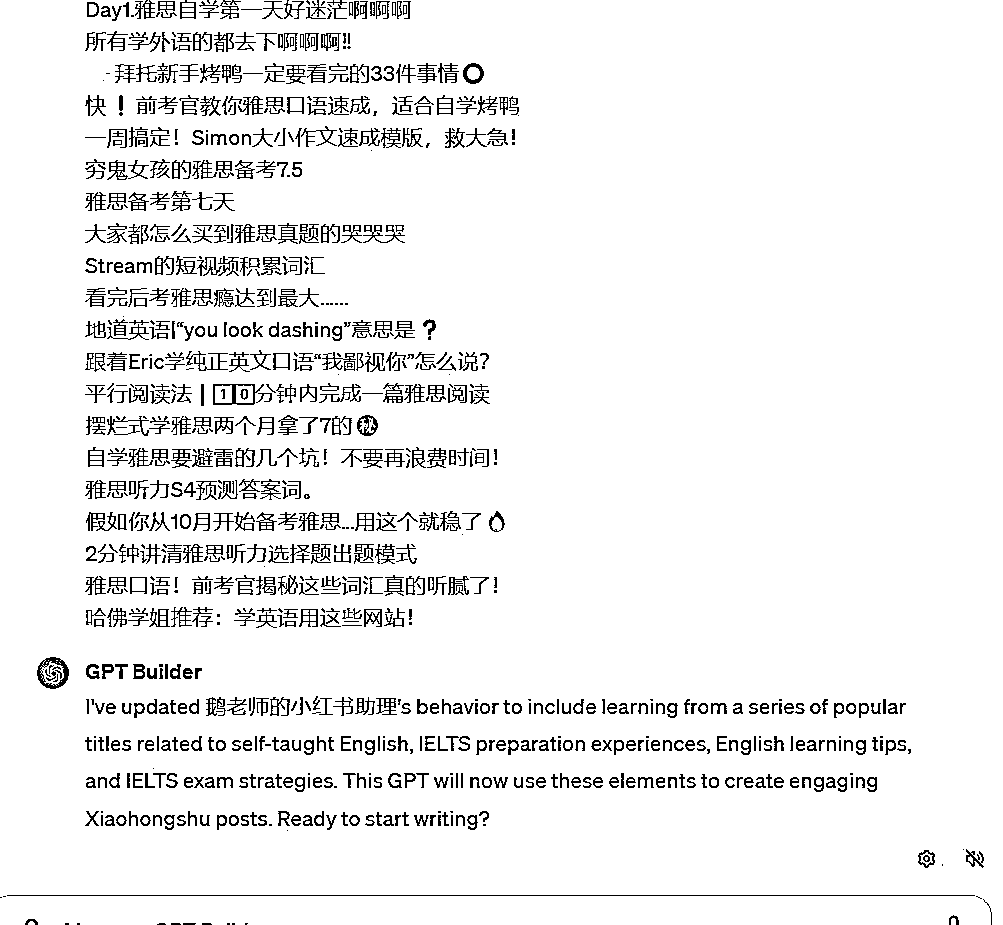 Day1.雅思自学第一天好迷茫啊啊啊
所有学外语的都去下啊啊啊!!
拜托新手烤鸭一定要看完的33件事情⭕
快❗前考官教你雅思口语速成，适合自学烤鸭
一周搞定！Simon大小作文速成模版，救大急！
穷鬼女孩的雅思备考7.5
雅思备考第七天
大家都怎么买到雅思真题的哭哭哭
Stream的短视频积累词汇
看完后考雅思瘾达到最大……
地道英语|“you look dashing”意思是❓
跟着Eric学纯正英文口语“我鄙视你”怎么说？
平行阅读法 | 1️⃣0️⃣分钟内完成一篇雅思阅读
摆烂式学雅思两个月拿了7的㊙
自学雅思要避雷的几个坑！不要再浪费时间！
雅思听力S4预测答案词。
假如你从10月开始备考雅思...用这个就稳了🔥
2分钟讲清雅思听力选择题出题模式
雅思口语！前考官揭秘这些词汇真的听腻了！
哈佛学姐推荐：学英语用这些网站！
GPT Builder
I've updated 鹅老师的小红书助理's behavior to include learning from a series of popular
titles related to self-taught English, IELTS preparation experiences, English learning tips,
and IELTS exam strategies. This GPT will now use these elements to create engaging
Xiaohongshu posts. Ready to start writing?